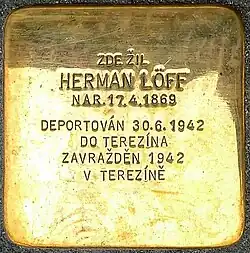 ZDE ŽIL
HERMAN LÖFF
NAR. 17.4.1869
DEPORTOVÁN 30.6.1942
DO TEREZÍNA
ZAVRAŽDĚN 1942
V TEREZÍNĚ